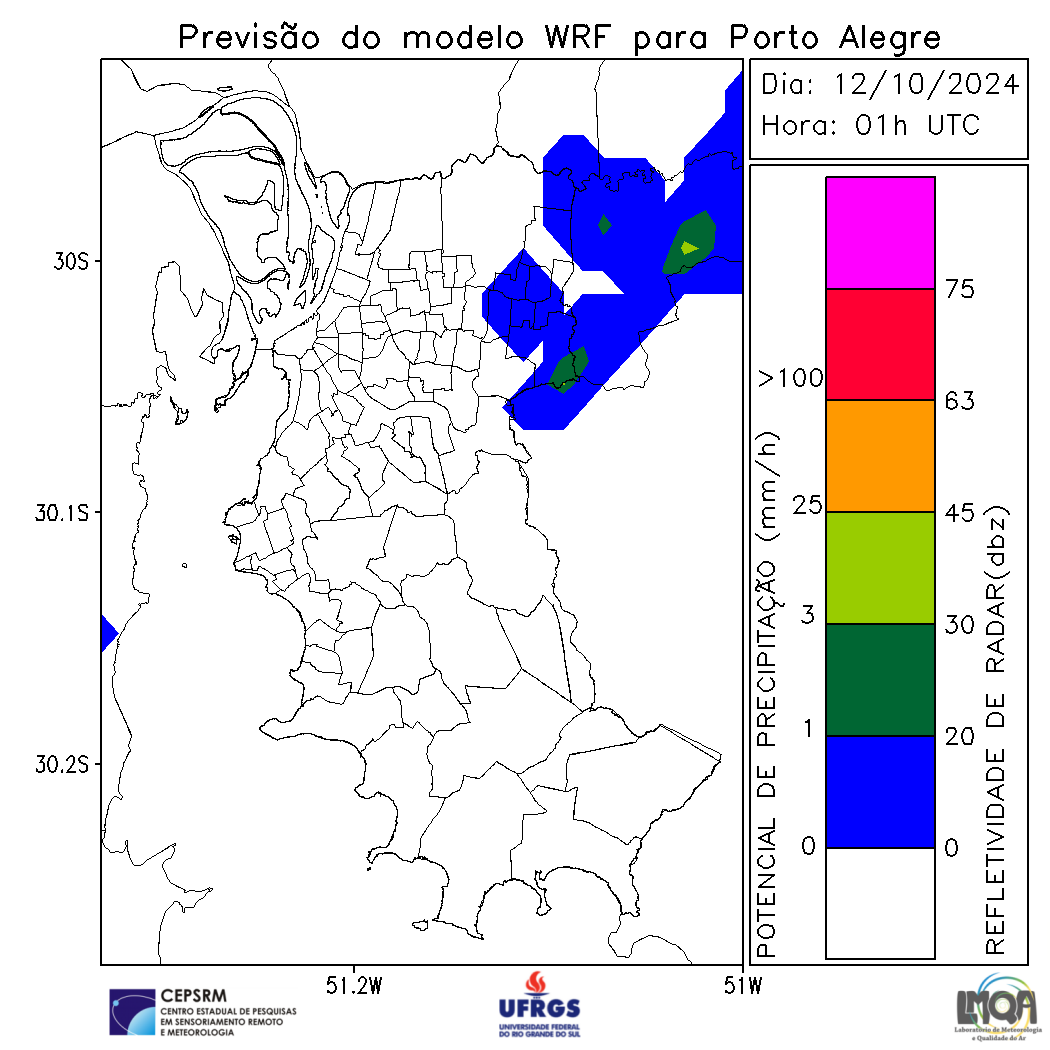 Previsão do modelo WRF para Porto Alegre
Dia: 12/10/2024
Hora: 01h UTC
30S
30.1S
30.2S
51.2W
51W
POTENCIAL DE PRECIPITAÇÃO (mm/h)
>100
25
3
1
0
75
63
45
30
20
0
REFLETIVIDADE DE RADAR(dbz)
CEPSRM
CENTRO ESTADUAL DE PESQUISAS
EM SENSORIAMENTO REMOTO
E METEOROLOGIA
UFRGS
UNIVERSIDADE FEDERAL
DO RIO GRANDE DO SUL
LMQA
Laboratório de Meteorologia
e Qualidade do Ar